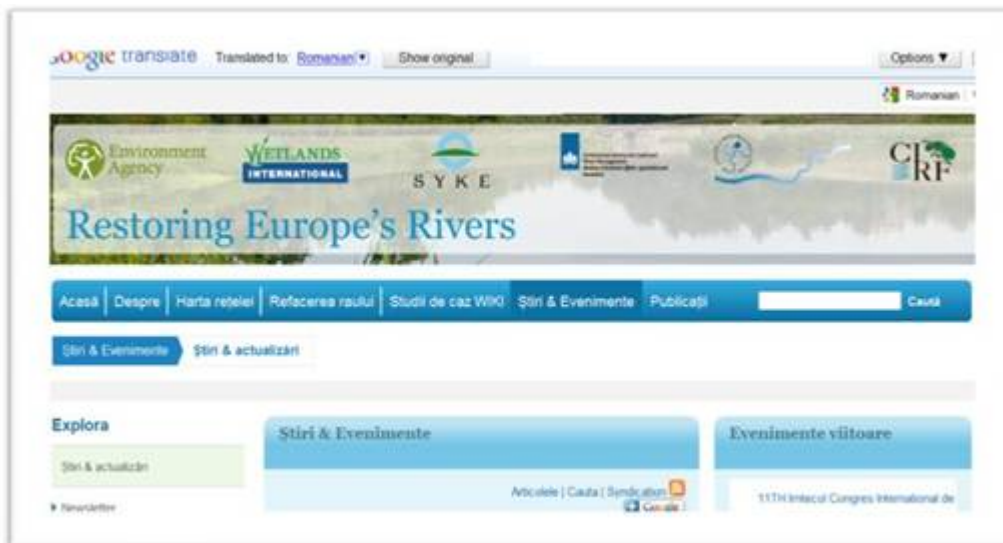 Google translate Translated to: Romanian Show original Options ▼
Romanian
Environment Agency
WETLANDS INTERNATIONAL
SYKE
CIRF
Restoring Europe's Rivers
Acasă Despre Harta rețelei Refacerea raului Studii de caz WIKI Știri & Evenimente Publicații Caută
Știri & Evenimente Știri & actualizări
Explora
Știri & Evenimente
Evenimente viitoare
Știri & actualizări
Articolele | Cauta | Syndication
Google
11TH Intecol Congres International de
Newsletter